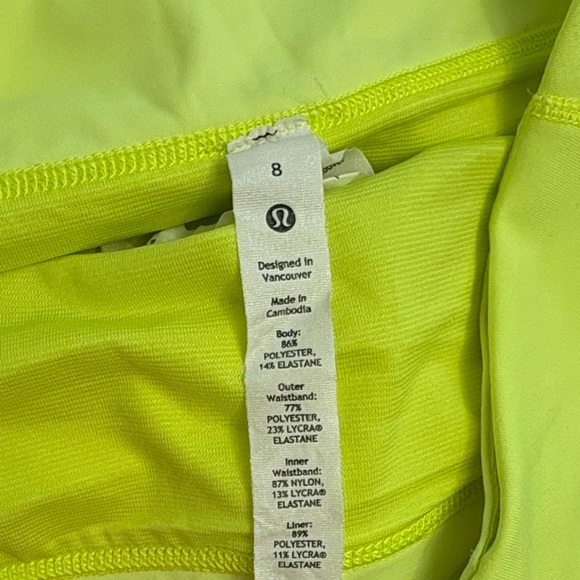 8
Designed in
Vancouver
Made in
Cambodia
Body:
86%
POLYESTER,
14% ELASTANE
Outer
Waistband:
77%
POLYESTER,
23% LYCRA®
ELASTANE
Inner
Waistband:
87% NYLON,
13% LYCRA®
ELASTANE
Liner:
89%
POLYESTER,
11% LYCRA®
ELASTANE